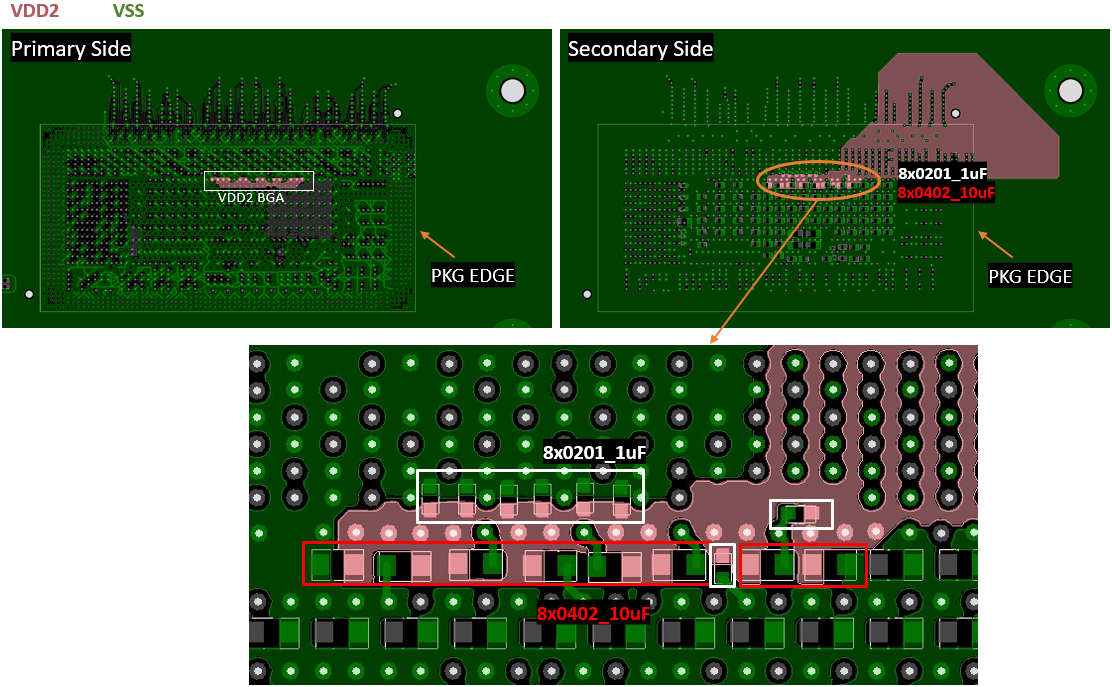 VDD2 VSS
Primary Side
VDD2 BGA
PKG EDGE
Secondary Side
8x0201_1uF
8x0402_10uF
PKG EDGE
8x0201_1uF
8x0402_10uF